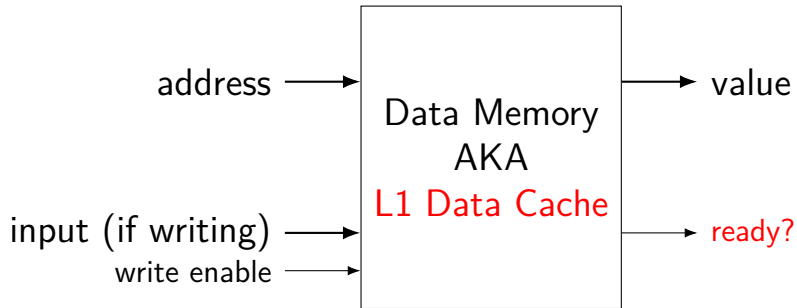 address
value
Data Memory
AKA
L1 Data Cache
input (if writing)
ready?
write enable